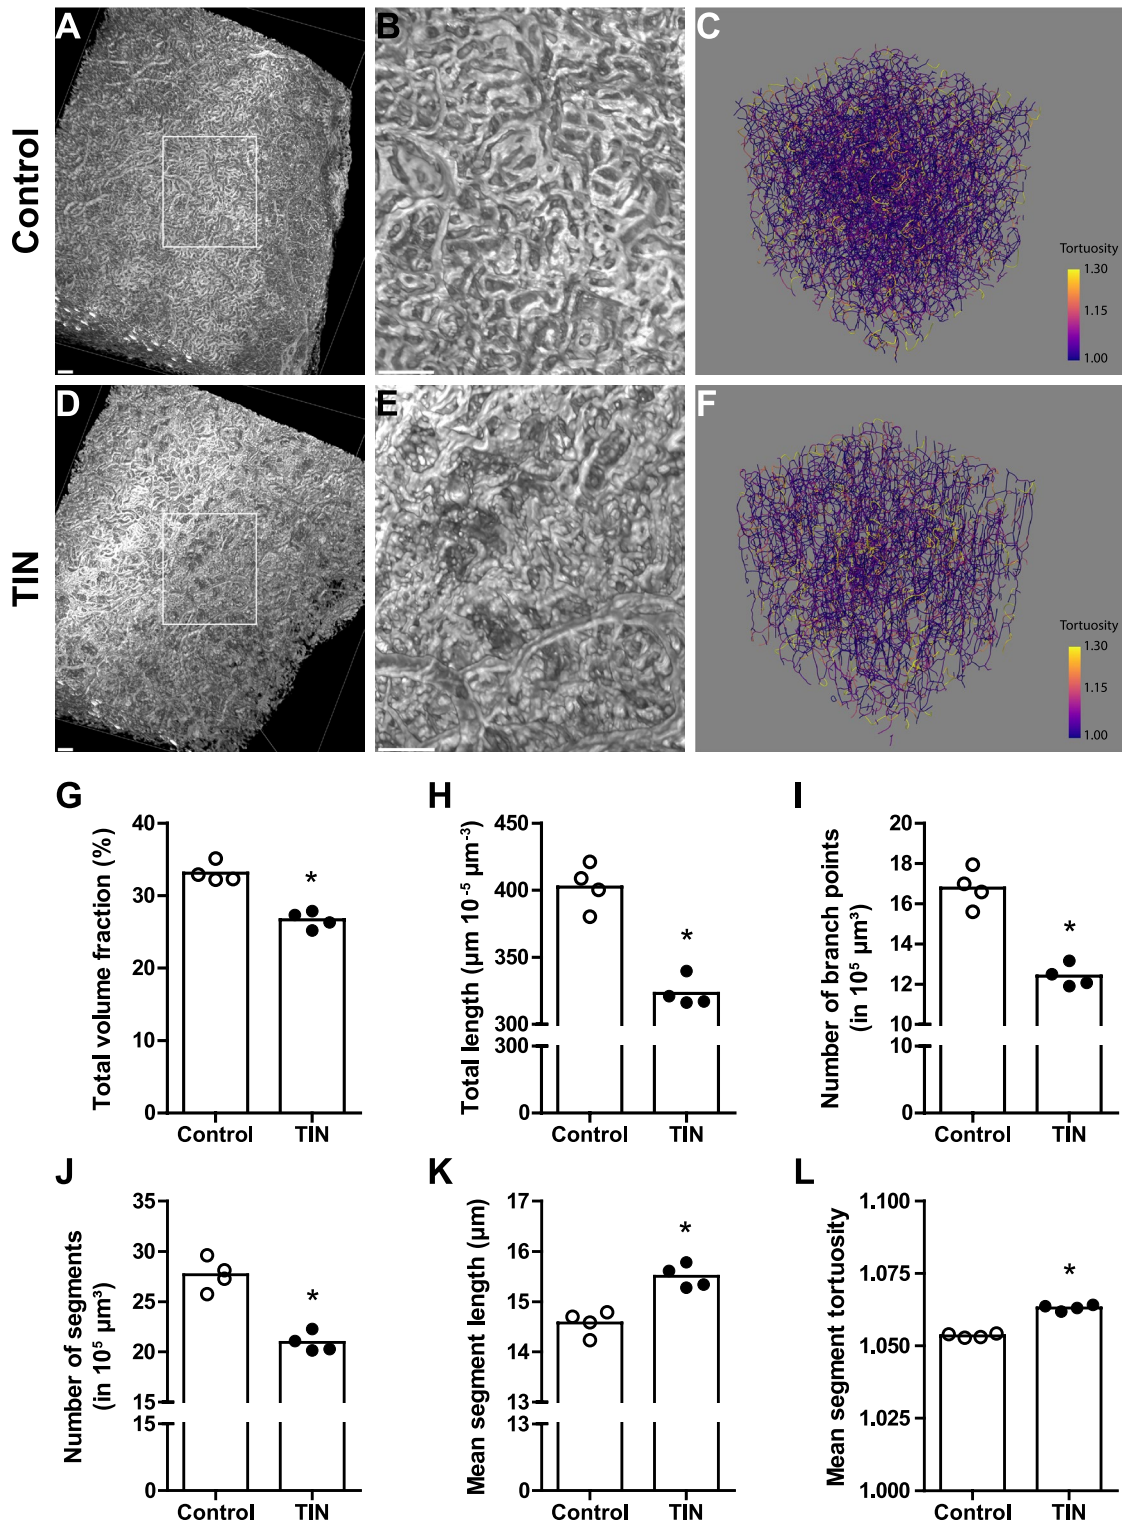 A
B
C
Control
Tortuosity
1.30
1.15
1.00
D
E
F
TIN
Tortuosity
1.30
1.15
1.00
G
Total volume fraction (%)
40
30
20
10
0
*
Control
TIN
H
Total length (µm 10⁻⁵ µm⁻³)
450
400
350
300
300
0
*
Control
TIN
I
Number of branch points
(in 10⁵ µm³)
20
18
16
14
12
10
10
0
*
Control
TIN
J
Number of segments
(in 10⁵ µm³)
35
30
25
20
15
15
0
*
Control
TIN
K
Mean segment length (µm)
17
16
15
14
13
13
0
*
Control
TIN
L
Mean segment tortuosity
1.100
1.075
1.050
1.025
1.000
*
Control
TIN